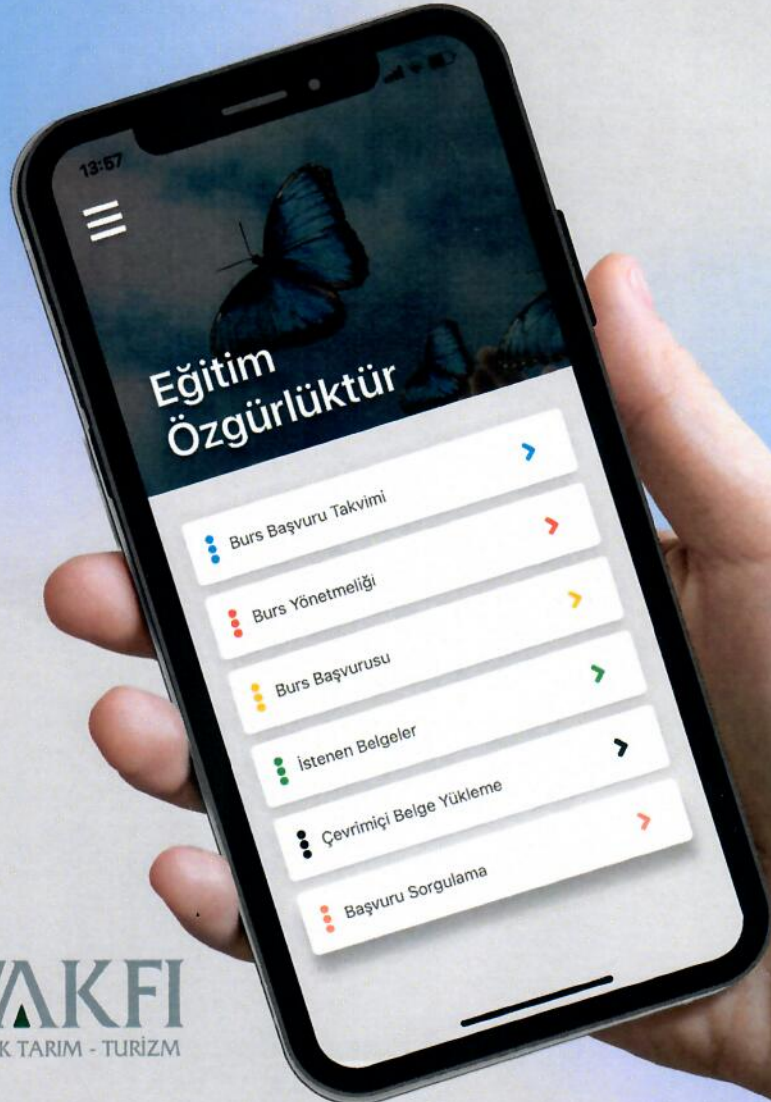 13:57
Eğitim
Özgürlüktür
Burs Başvuru Takvimi
Burs Yönetmeliği
Burs Başvurusu
İstenen Belgeler
Çevrimiçi Belge Yükleme
Başvuru Sorgulama
VAKFI
K TARIM - TURİZM